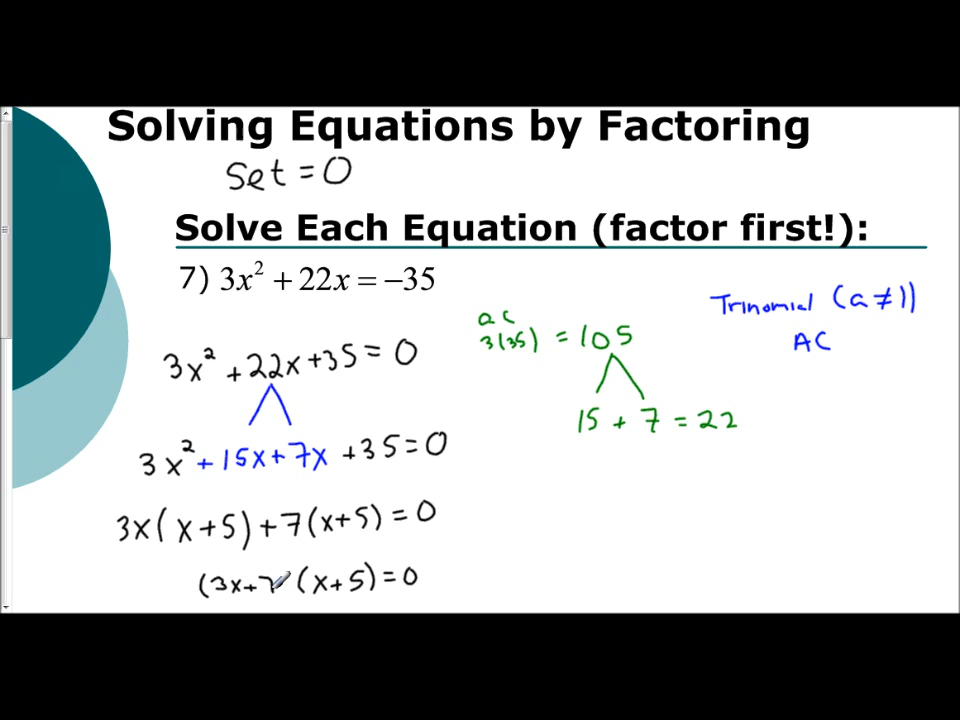 Solving Equations by Factoring
Set = 0
Solve Each Equation (factor first!):
7) 3x² + 22x = −35
Trinomial (a ≠ 1)
AC
ac
3(35) = 105
15 + 7 = 22
3x² + 22x + 35 = 0
3x² + 15x + 7x + 35 = 0
3x(x + 5) + 7(x + 5) = 0
(3x + 7 (x + 5) = 0